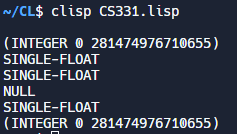 ~/CL$ clisp CS331.lisp
(INTEGER 0 281474976710655)
SINGLE-FLOAT
SINGLE-FLOAT
NULL
SINGLE-FLOAT
(INTEGER 0 281474976710655)